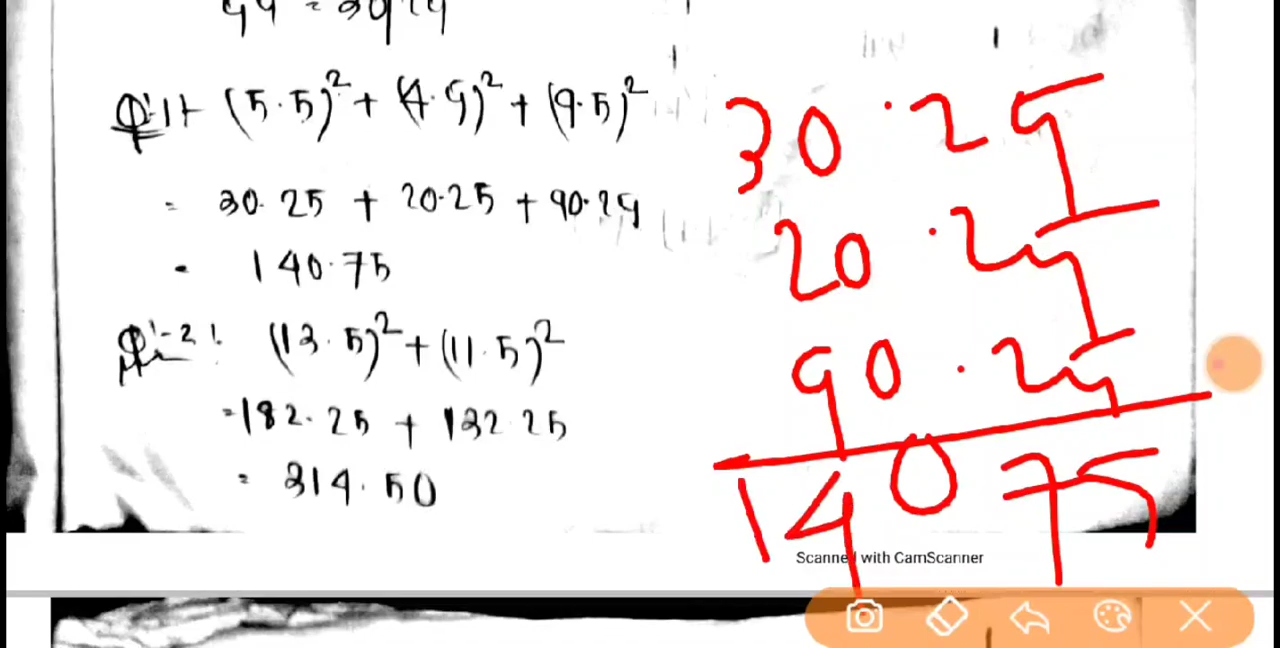 Q'1:- (5.5)² + (4.5)² + (9.5)²
= 30.25 + 20.25 + 90.25
= 140.75
Q'-2: (13.5)² + (11.5)²
= 182.25 + 132.25
= 314.50
30.25
20.25
90.25
140 75
Scanned with CamScanner